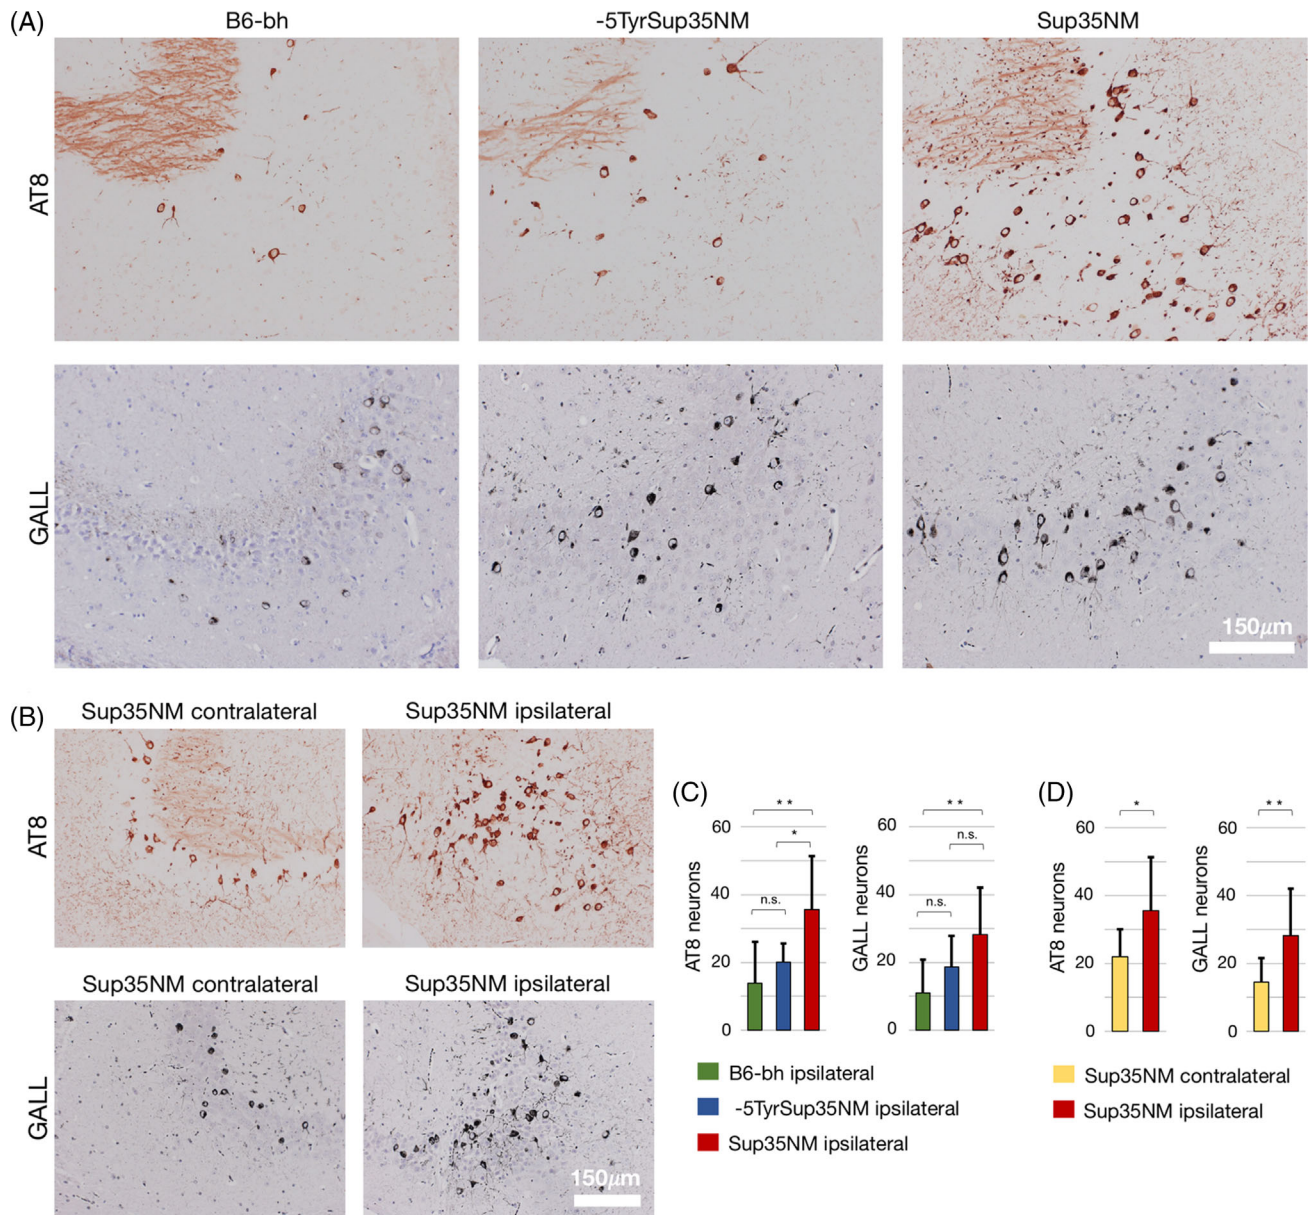 (A)
B6-bh
-5TyrSup35NM
Sup35NM
AT8
GALL
150μm
(B)
Sup35NM contralateral
Sup35NM ipsilateral
AT8
Sup35NM contralateral
Sup35NM ipsilateral
GALL
150μm
(C)
* *
*
n.s.
60
40
20
0
AT8 neurons
* *
n.s.
n.s.
60
40
20
0
GALL neurons
B6-bh ipsilateral
-5TyrSup35NM ipsilateral
Sup35NM ipsilateral
(D)
*
60
40
20
0
AT8 neurons
* *
60
40
20
0
GALL neurons
Sup35NM contralateral
Sup35NM ipsilateral